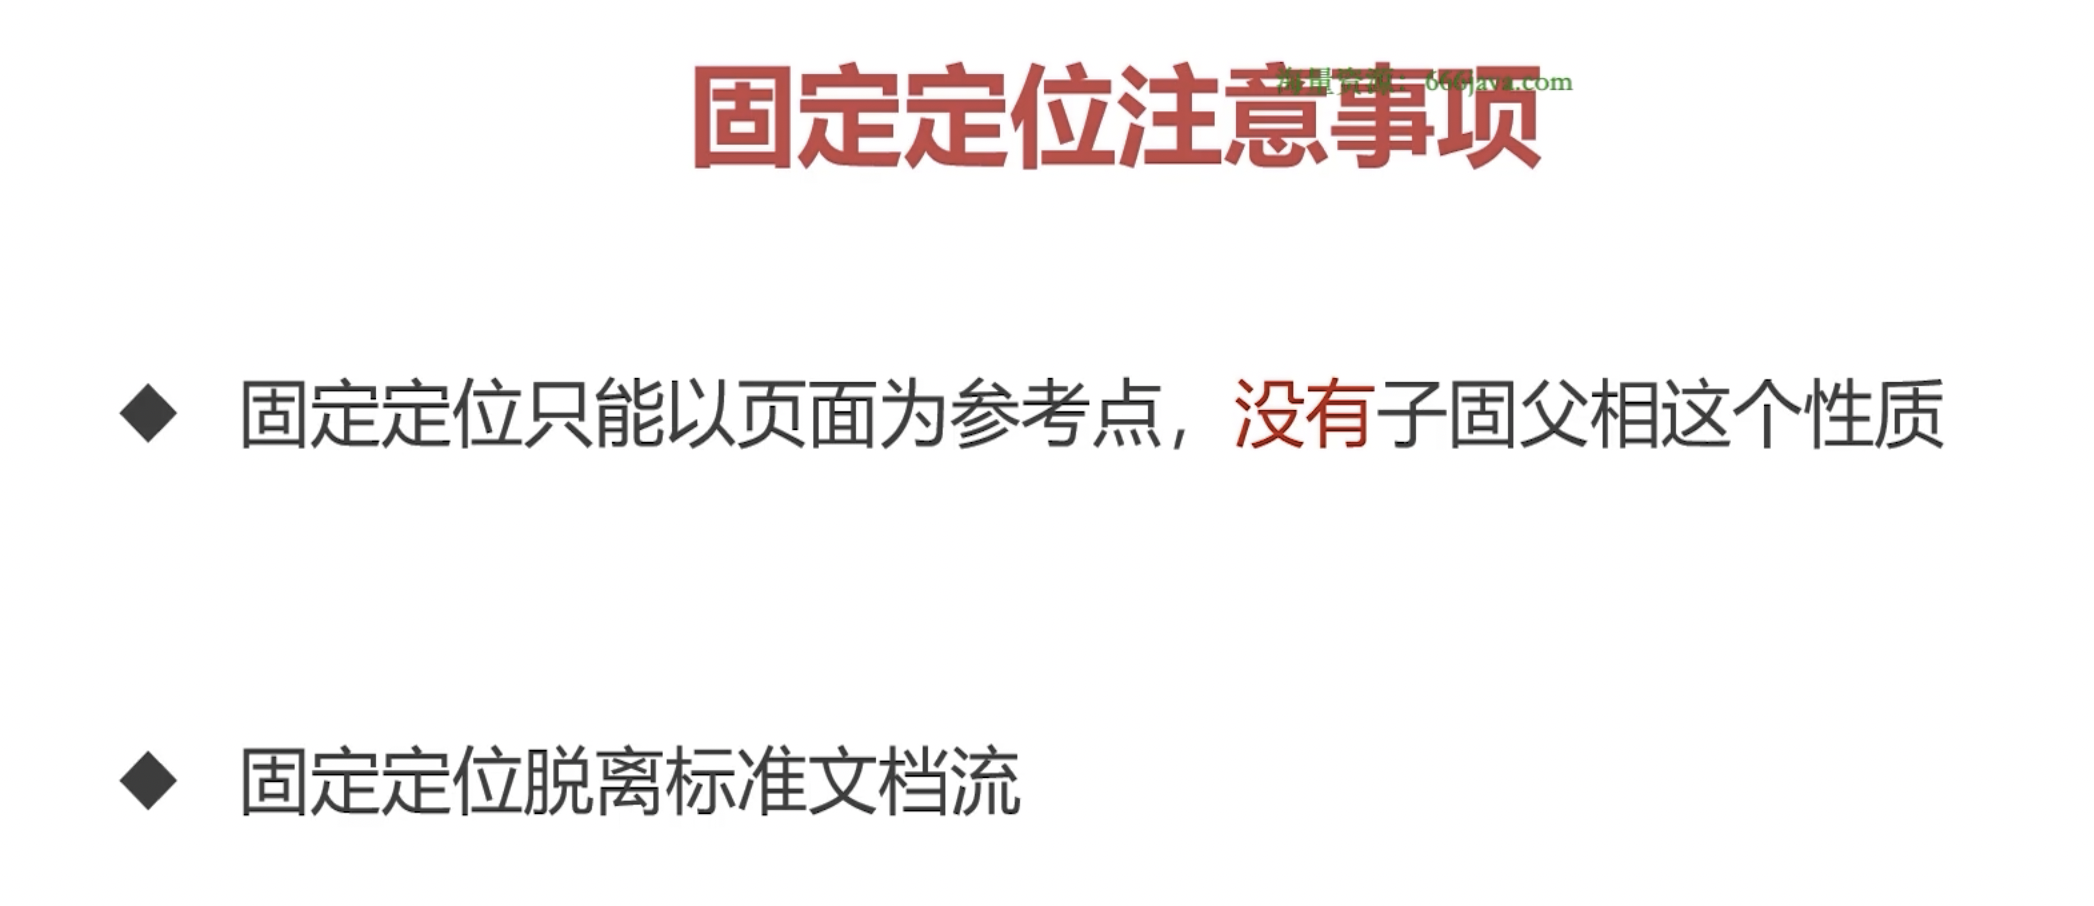 固定定位注意事项
海量资源：666java.com
◆ 固定定位只能以页面为参考点，没有子固父相这个性质
◆ 固定定位脱离标准文档流